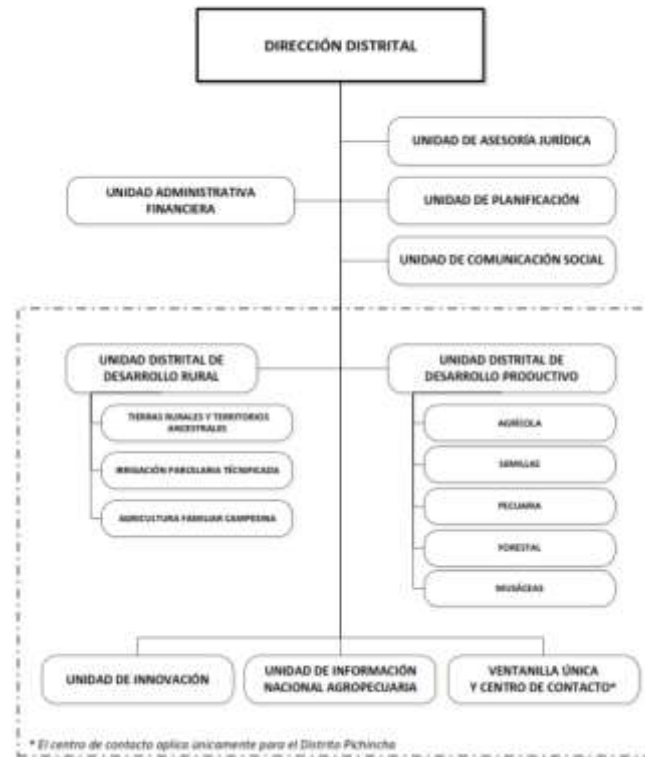 DIRECCIÓN DISTRITAL
UNIDAD DE ASESORÍA JURÍDICA
UNIDAD ADMINISTRATIVA
FINANCIERA
UNIDAD DE PLANIFICACIÓN
UNIDAD DE COMUNICACIÓN SOCIAL
UNIDAD DISTRITAL DE
DESARROLLO RURAL
TIERRAS RURALES Y TERRITORIOS
ANCESTRALES
IRRIGACIÓN PARCELARIA TÉCNIFICADA
AGRICULTURA FAMILIAR CAMPESINA
UNIDAD DISTRITAL DE
DESARROLLO PRODUCTIVO
AGRÍCOLA
SEMILLAS
PECUARIA
FORESTAL
MUSÁCEAS
UNIDAD DE INNOVACIÓN
UNIDAD DE INFORMACIÓN
NACIONAL AGROPECUARIA
VENTANILLA ÚNICA
Y CENTRO DE CONTACTO*
* El centro de contacto aplica únicamente para el Distrito Pichincha